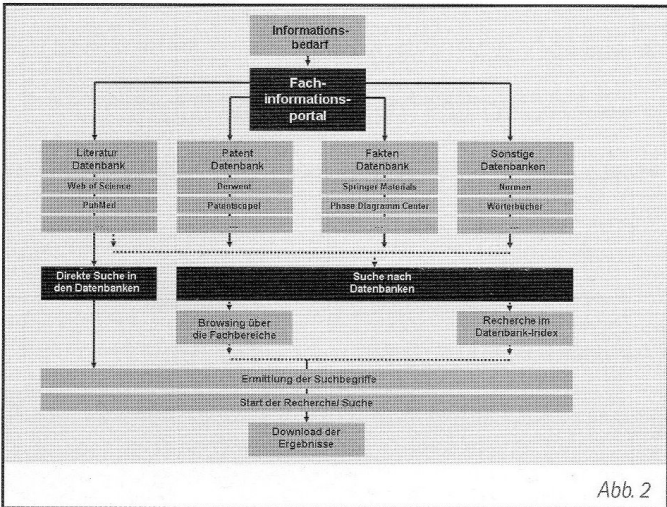 Informations-
bedarf
Fach-
informations-
portal
Literatur
Datenbank
Web of Science
PubMed
...
Patent
Datenbank
Derwent
Patentscopel
...
Fakten
Datenbank
Springer Materials
Phase Diagramm Center
...
Sonstige
Datenbanken
Normen
Wörterbücher
...
Direkte Suche in
den Datenbanken
Suche nach
Datenbanken
Browsing über
die Fachbereiche
Recherche im
Datenbank-Index
Ermittlung der Suchbegriffe
Start der Recherche/ Suche
Download der
Ergebnisse
Abb. 2